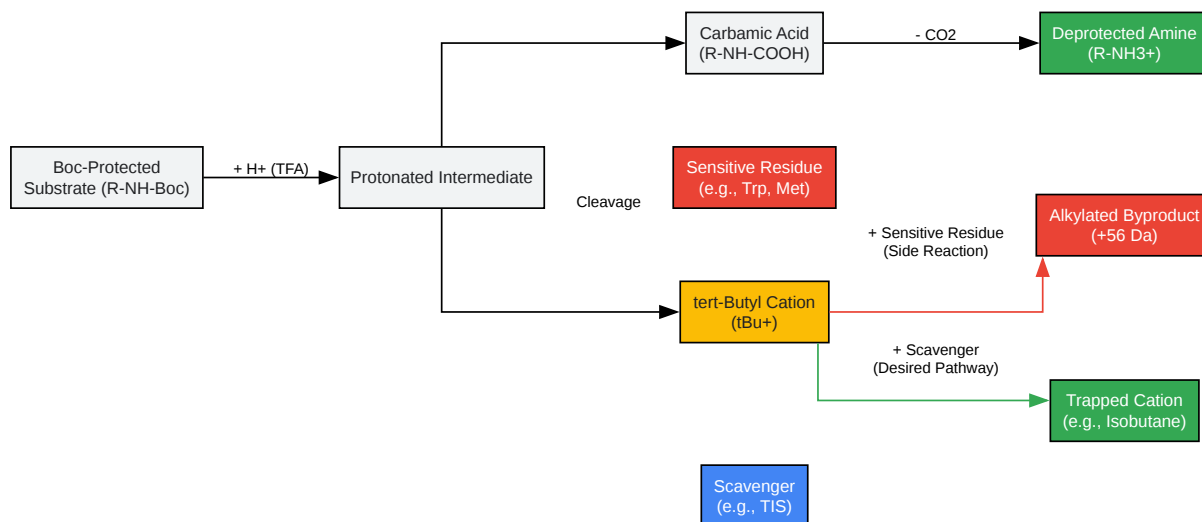 Carbamic Acid
(R-NH-COOH)
- CO2
Deprotected Amine
(R-NH3+)
Boc-Protected
Substrate (R-NH-Boc)
+ H+ (TFA)
Protonated Intermediate
Cleavage
Sensitive Residue
(e.g., Trp, Met)
+ Sensitive Residue
(Side Reaction)
Alkylated Byproduct
(+56 Da)
tert-Butyl Cation
(tBu+)
+ Scavenger
(Desired Pathway)
Trapped Cation
(e.g., Isobutane)
Scavenger
(e.g., TIS)